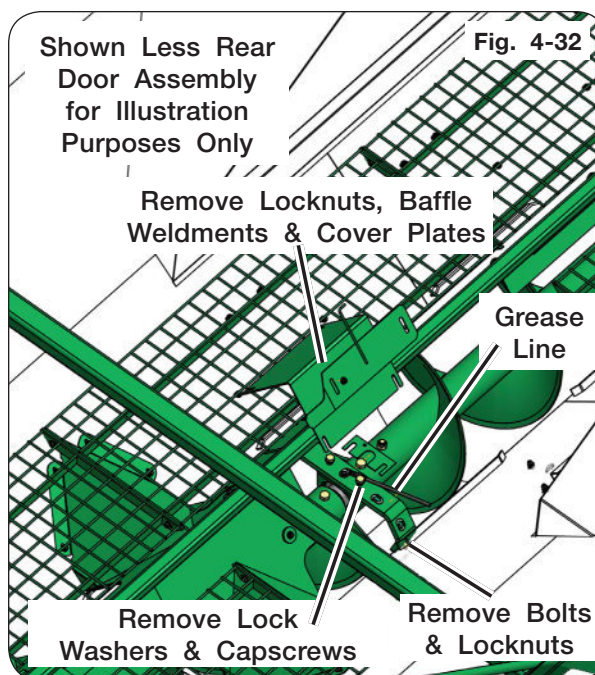 Shown Less Rear
Door Assembly
for Illustration
Purposes Only
Fig. 4-32
Remove Locknuts, Baffle
Weldments & Cover Plates
Grease
Line
Remove Lock
Washers & Capscrews
Remove Bolts
& Locknuts